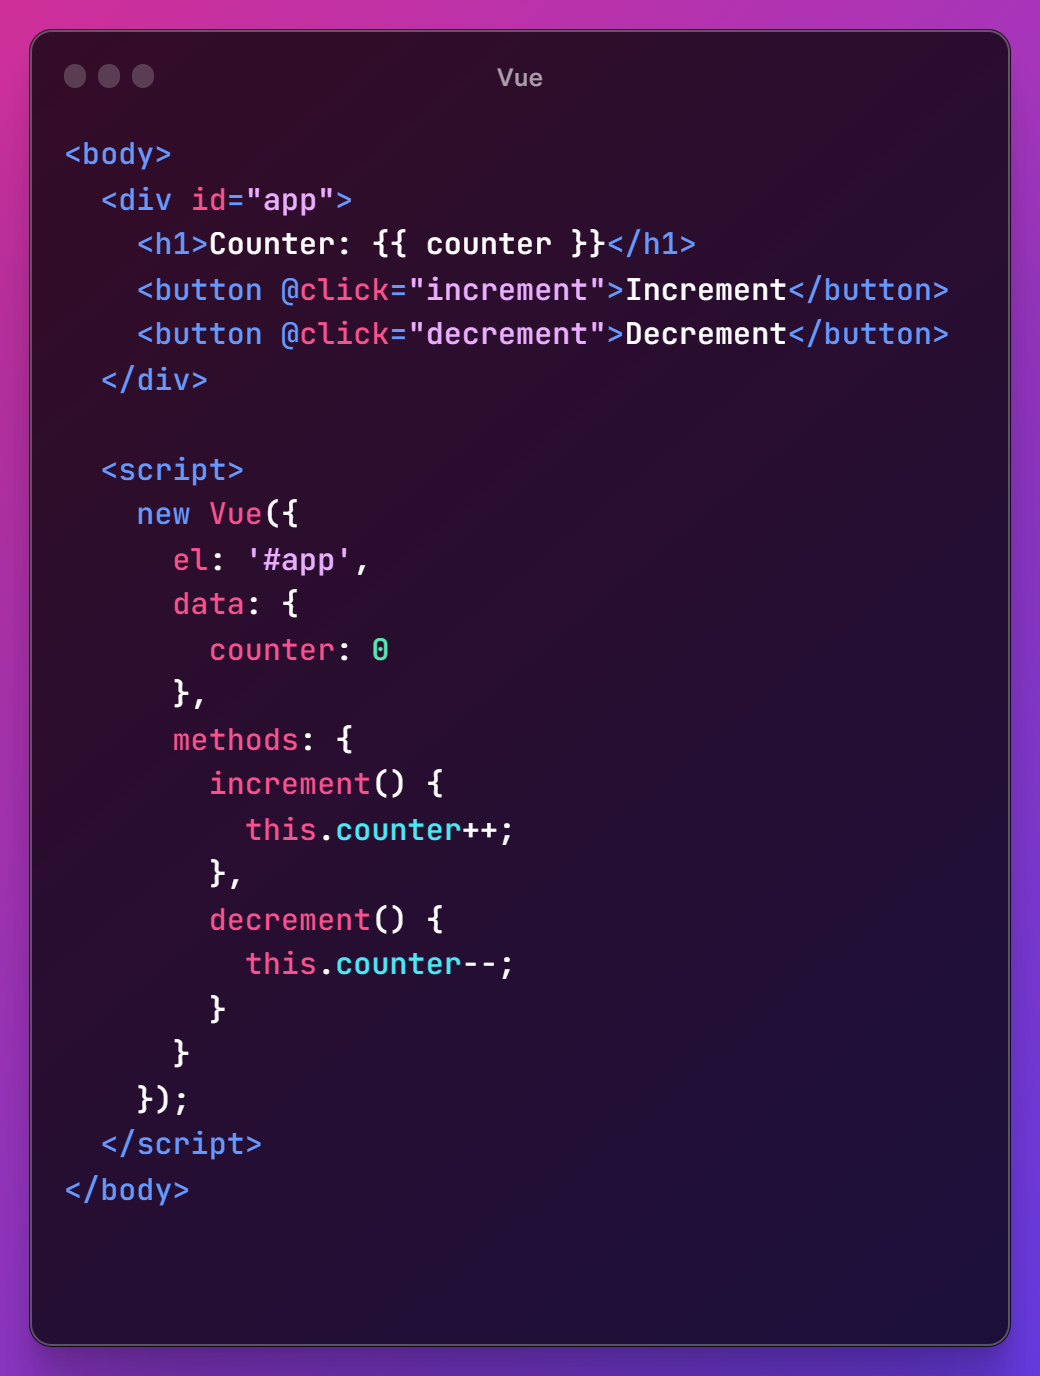 Vue
<body>
  <div id="app">
    <h1>Counter: {{ counter }}</h1>
    <button @click="increment">Increment</button>
    <button @click="decrement">Decrement</button>
  </div>

  <script>
    new Vue({
      el: '#app',
      data: {
        counter: 0
      },
      methods: {
        increment() {
          this.counter++;
        },
        decrement() {
          this.counter--;
        }
      }
    });
  </script>
</body>